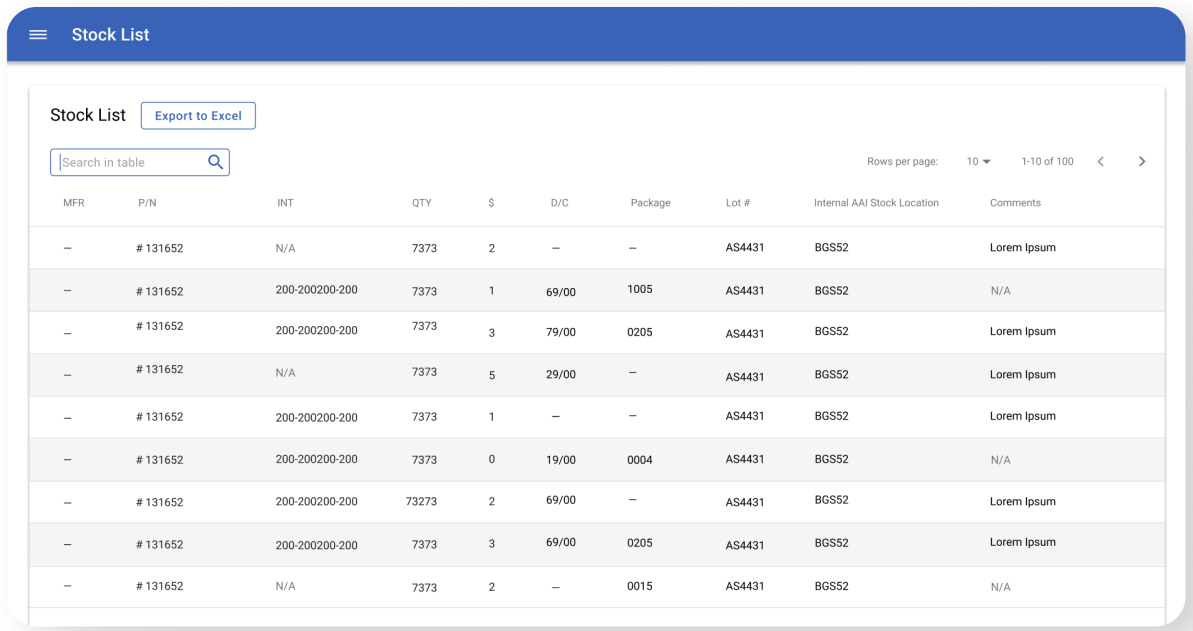 Stock List
Stock List Export to Excel
Search in table Rows per page: 10 1-10 of 100
MFR P/N INT QTY $ D/C Package Lot # Internal AAI Stock Location Comments
– # 131652 N/A 7373 2 – – AS4431 BGS52 Lorem Ipsum
– # 131652 200-200200-200 7373 1 69/00 1005 AS4431 BGS52 N/A
– # 131652 200-200200-200 7373 3 79/00 0205 AS4431 BGS52 Lorem Ipsum
– # 131652 N/A 7373 5 29/00 – AS4431 BGS52 Lorem Ipsum
– # 131652 200-200200-200 7373 1 – – AS4431 BGS52 Lorem Ipsum
– # 131652 200-200200-200 7373 0 19/00 0004 AS4431 BGS52 N/A
– # 131652 200-200200-200 73273 2 69/00 – AS4431 BGS52 Lorem Ipsum
– # 131652 200-200200-200 7373 3 69/00 0205 AS4431 BGS52 Lorem Ipsum
– # 131652 N/A 7373 2 – 0015 AS4431 BGS52 N/A